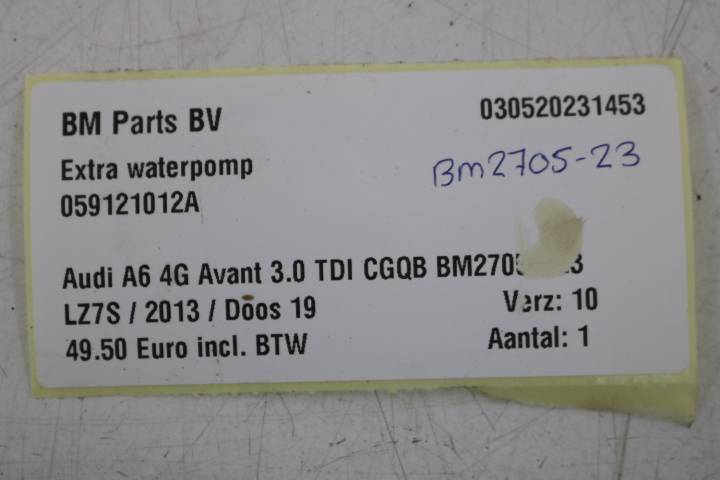 BM Parts BV 030520231453
Extra waterpomp Bm2705-23
059121012A
Audi A6 4G Avant 3.0 TDI CGQB
LZ7S / 2013 / Doos 19 Verz: 10
49.50 Euro incl. BTW Aantal: 1